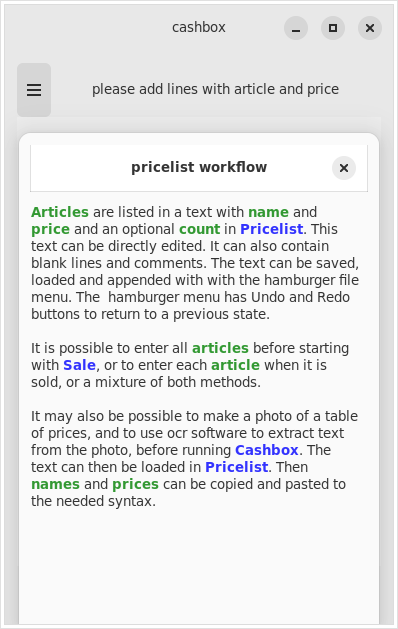 cashbox
please add lines with article and price
pricelist workflow
Articles are listed in a text with name and
price and an optional count in Pricelist. This
text can be directly edited. It can also contain
blank lines and comments. The text can be saved,
loaded and appended with with the hamburger file
menu. The  hamburger menu has Undo and Redo
buttons to return to a previous state.
It is possible to enter all articles before starting
with Sale, or to enter each article when it is
sold, or a mixture of both methods.
It may also be possible to make a photo of a table
of prices, and to use ocr software to extract text
from the photo, before running Cashbox. The
text can then be loaded in Pricelist. Then
names and prices can be copied and pasted to
the needed syntax.